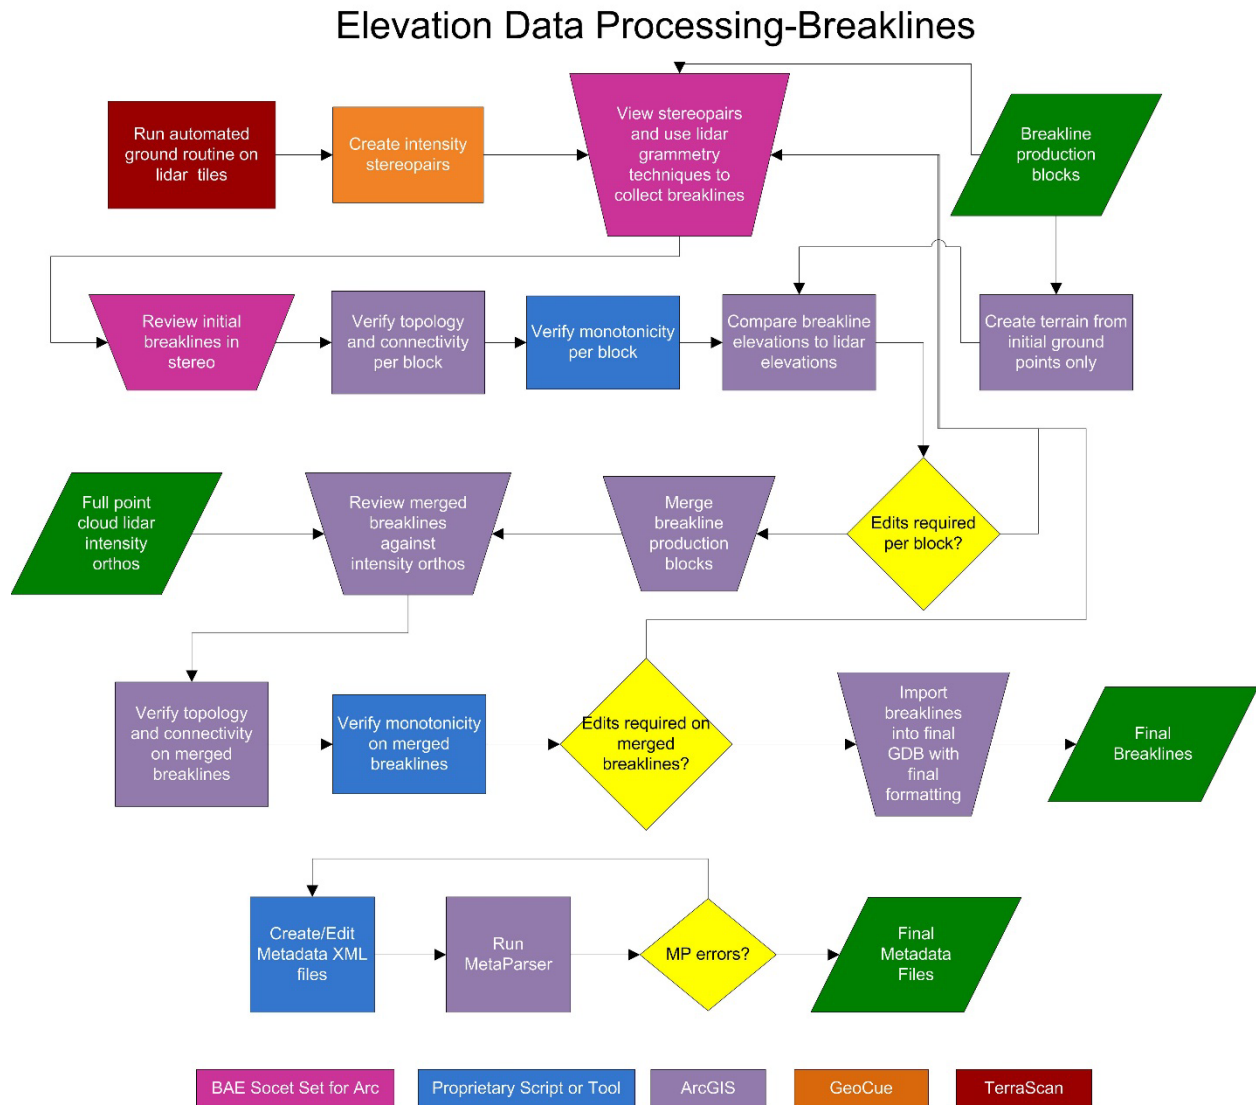 Elevation Data Processing-Breaklines
Run automated
ground routine on
lidar tiles
Create intensity
stereopairs
View stereopairs
and use lidar
grammetry
techniques to
collect breaklines
Breakline
production
blocks
Review initial
breaklines in
stereo
Verify topology
and connectivity
per block
Verify monotonicity
per block
Compare breakline
elevations to lidar
elevations
Create terrain from
initial ground
points only
Full point
cloud lidar
intensity
orthos
Review merged
breaklines
against
intensity orthos
Merge
breakline
production
blocks
Edits required
per block?
Verify topology
and connectivity
on merged
breaklines
Verify monotonicity
on merged
breaklines
Edits required on
merged
breaklines?
Import
breaklines
into final
GDB with
final
formatting
Final
Breaklines
Create/Edit
Metadata XML
files
Run
MetaParser
MP errors?
Final
Metadata
Files
BAE Socet Set for Arc
Proprietary Script or Tool
ArcGIS
GeoCue
TerraScan